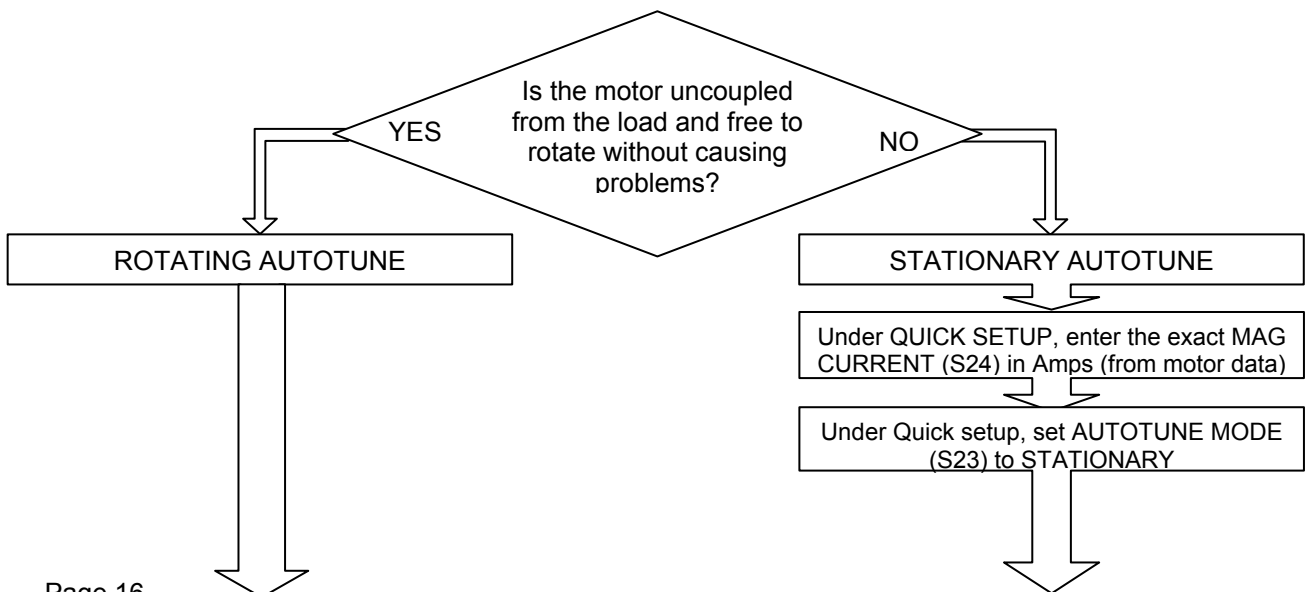 Is the motor uncoupled
from the load and free to
rotate without causing
problems?
YES
NO
ROTATING AUTOTUNE
STATIONARY AUTOTUNE
Under QUICK SETUP, enter the exact MAG
CURRENT (S24) in Amps (from motor data)
Under Quick setup, set AUTOTUNE MODE
(S23) to STATIONARY
Page 16